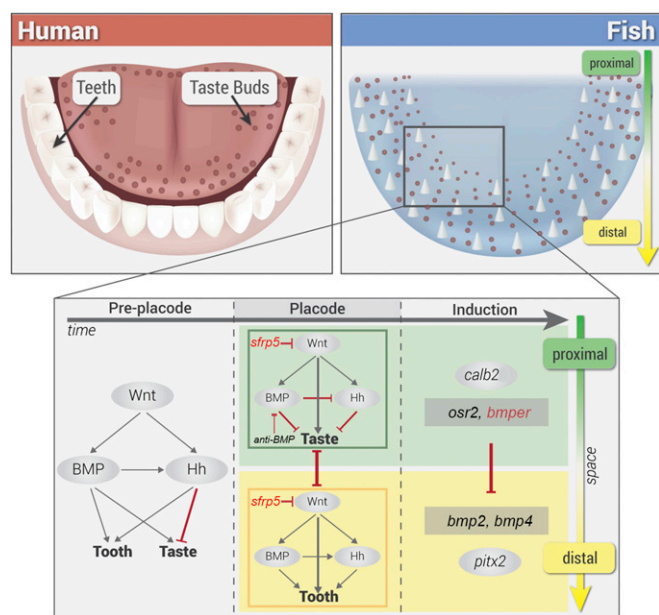 Human
Teeth
Taste Buds
Fish
proximal
distal
Pre-placode
Placode
Induction
time
Wnt
BMP
Hh
Tooth
Taste
sfrp5
Wnt
BMP
Hh
anti-BMP
Taste
sfrp5
Wnt
BMP
Hh
Tooth
calb2
osr2, bmper
bmp2, bmp4
pitx2
proximal
space
distal